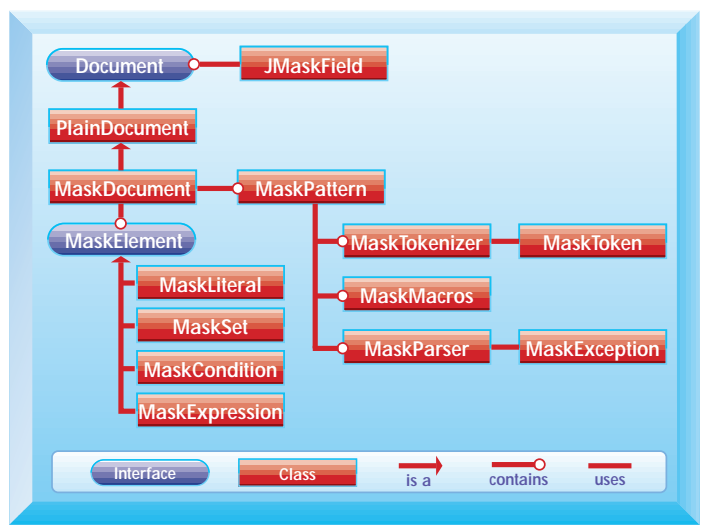 Document
JMaskField
PlainDocument
MaskDocument
MaskPattern
MaskElement
MaskTokenizer
MaskToken
MaskLiteral
MaskMacros
MaskSet
MaskParser
MaskException
MaskCondition
MaskExpression
Interface
Class
is a
contains
uses